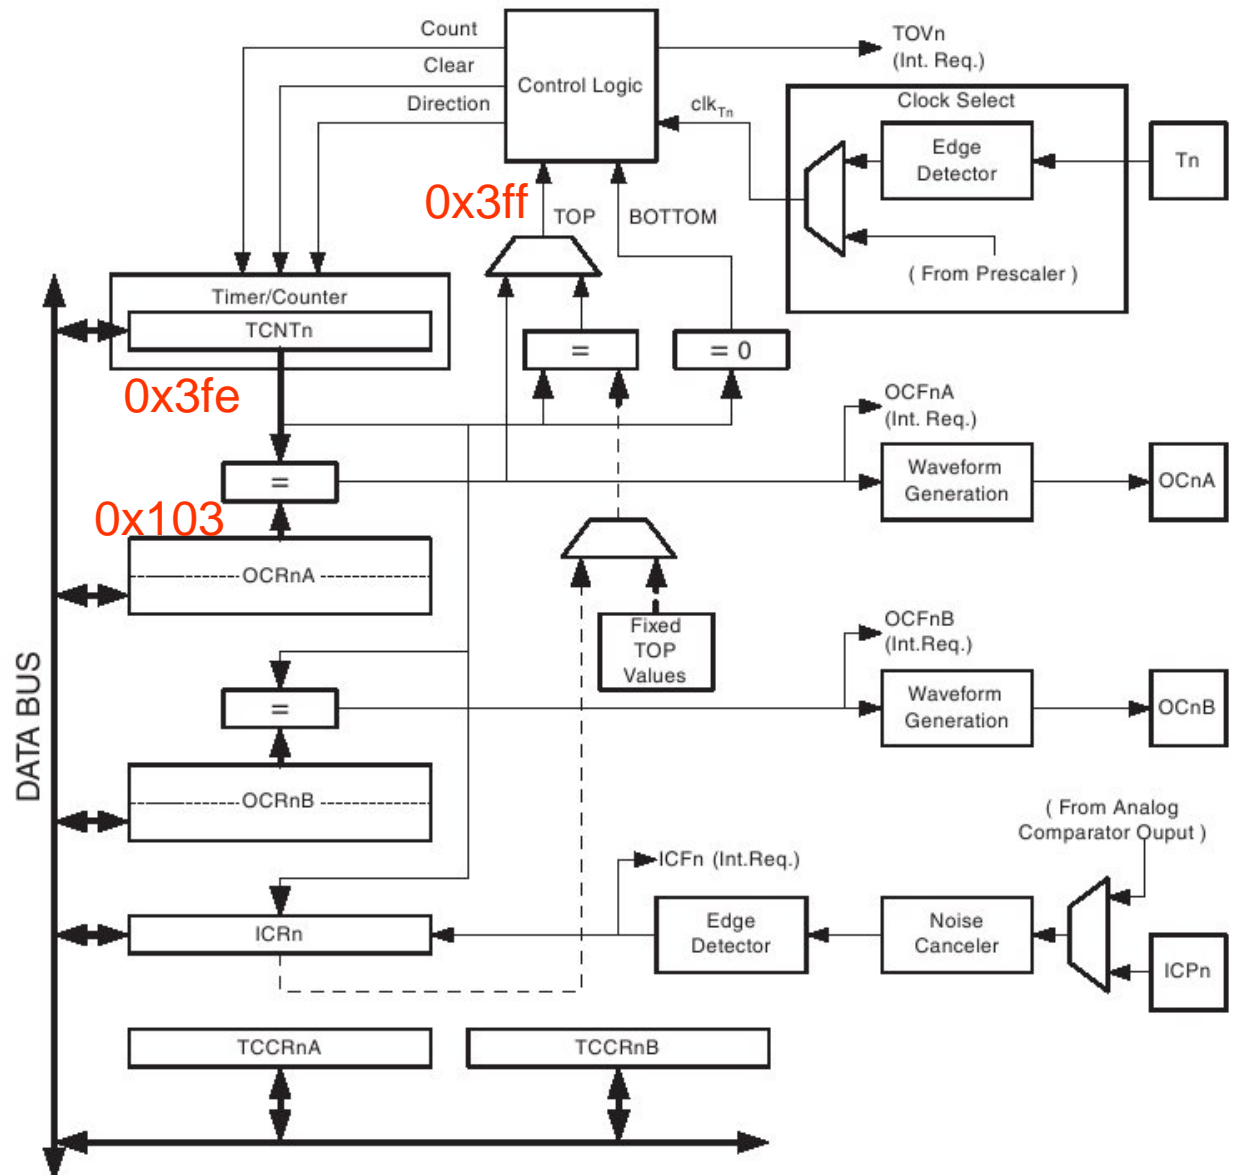 Count
Clear
Direction
Control Logic
TOVn
(Int. Req.)
clkTn
Clock Select
Edge
Detector
Tn
( From Prescaler )
0x3ff
TOP
BOTTOM
Timer/Counter
TCNTn
=
= 0
0x3fe
OCFnA
(Int. Req.)
=
Waveform
Generation
OCnA
0x103
OCRnA
Fixed
TOP
Values
OCFnB
(Int.Req.)
=
Waveform
Generation
OCnB
DATA BUS
OCRnB
( From Analog
Comparator Ouput )
ICFn (Int.Req.)
ICRn
Edge
Detector
Noise
Canceler
ICPn
TCCRnA
TCCRnB